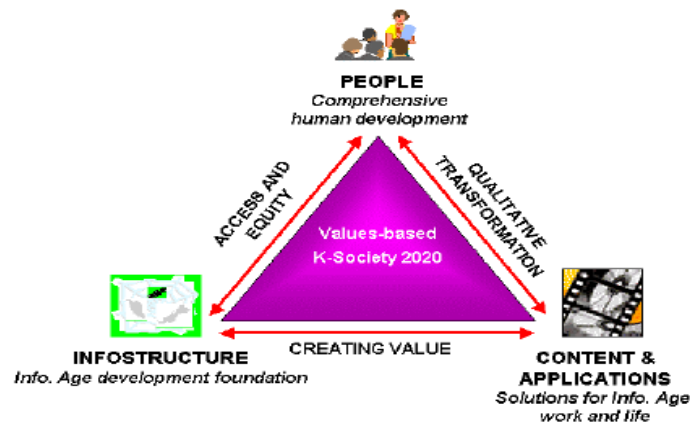 PEOPLE
Comprehensive
human development
ACCESS AND
EQUITY
QUALITATIVE
TRANSFORMATION
Values-based
K-Society 2020
INFOSTRUCTURE
Info. Age development foundation
CREATING VALUE
CONTENT &
APPLICATIONS
Solutions for Info. Age
work and life